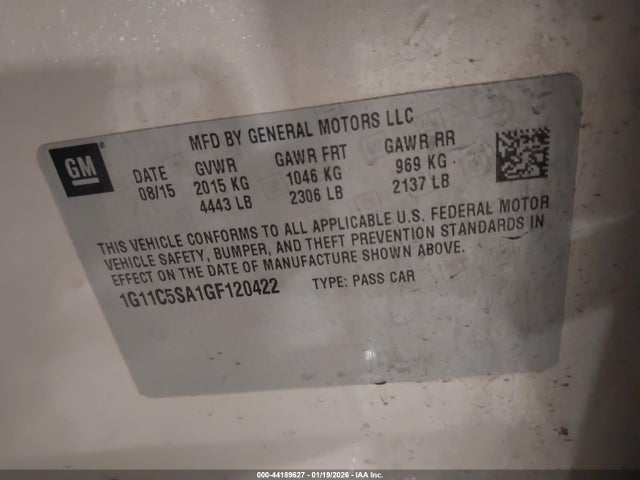 MFD BY GENERAL MOTORS LLC
GM
DATE GVWR GAWR FRT GAWR RR
08/15 2015 KG 1046 KG 969 KG
4443 LB 2306 LB 2137 LB
THIS VEHICLE CONFORMS TO ALL APPLICABLE U.S. FEDERAL MOTOR
VEHICLE SAFETY, BUMPER, AND THEFT PREVENTION STANDARDS IN
EFFECT ON THE DATE OF MANUFACTURE SHOWN ABOVE.
1G11C5SA1GF120422 TYPE: PASS CAR
000-44189627 - 01/19/2026 - IAA Inc.